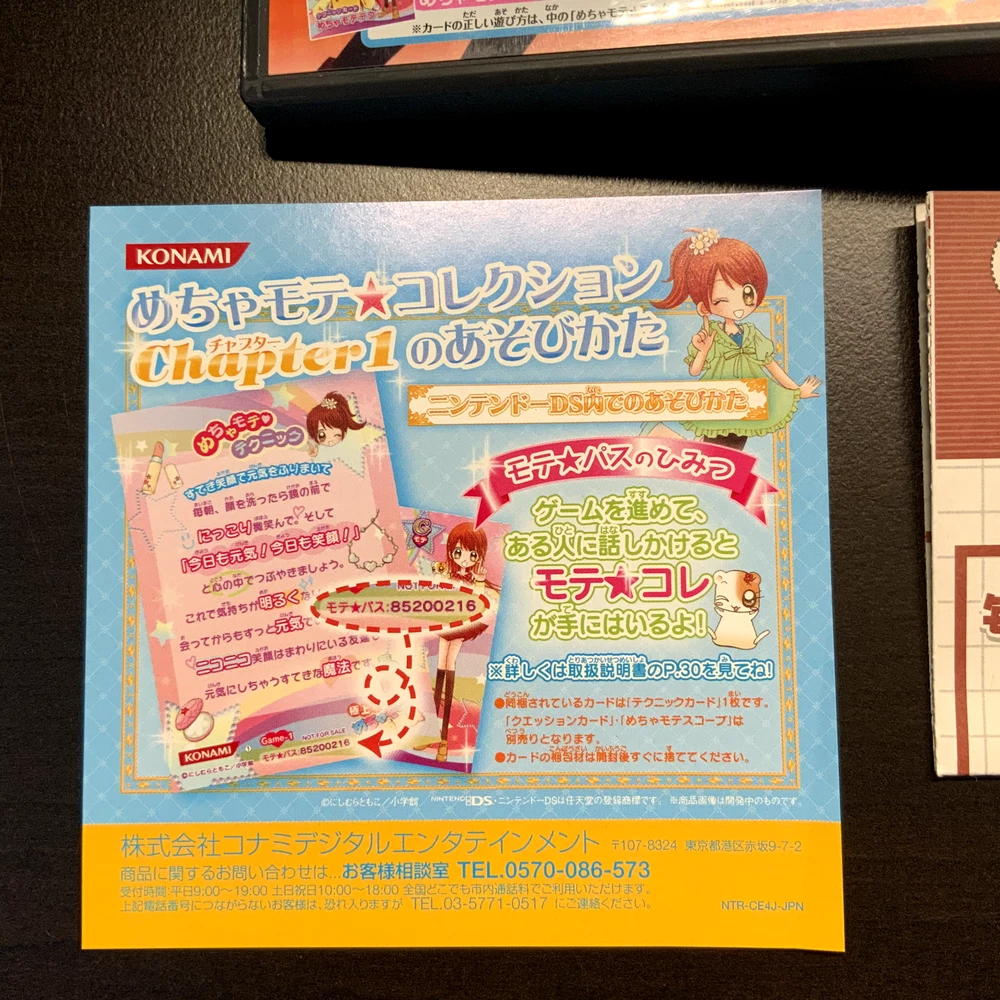 ※カードの正しい遊び方は、中の「めちゃモテ
KONAMI
めちゃモテ★コレクション
チャプター
Chapter1のあそびかた
ニンテンドーDS内でのあそびかた
めちゃモテ♥
テクニック
すてき笑顔で元気をふりまいて
毎朝、顔を洗ったら鏡の前で
にっこり微笑んで♡そして
「今日も元気！今日も笑顔！」
と心の中でつぶやきましょう。
これで気持ちが明るくな
会ってからもずっと元気で
ニコニコ笑顔はまわりにいる友達
元気にしちゃうすてきな魔法です
モテ★パス:85200216
Game-1 NOT FOR SALE
モテ♥パス:85200216
KONAMI
©にしむらともこ／小学館
モテ★パスのひみつ
ゲームを進めて、
ある人に話しかけると
モテ★コレ
が手にはいるよ!
※詳しくは取扱説明書のP.30を見てね!
●同梱されているカードは「テクニックカード」1枚です。
「クエッションカード」・「めちゃモテスコープ」は
別売りとなります。
●カードの梱包材は開封後すぐに捨ててください。
©にしむらともこ／小学館 NINTENDO DS・ニンテンドーDSは任天堂の登録商標です。 ※商品画像は開発中のものです。
株式会社コナミデジタルエンタテインメント 〒107-8324 東京都港区赤坂9-7-2
商品に関するお問い合わせは…お客様相談室 TEL.0570-086-573
受付時間:平日9:00～19:00 土日祝日10:00～18:00 全国どこでも市内通話料でご利用いただけます。
上記電話番号につながらないお客様は、恐れ入りますが TEL.03-5771-0517 にご連絡ください。
NTR-CE4J-JPN